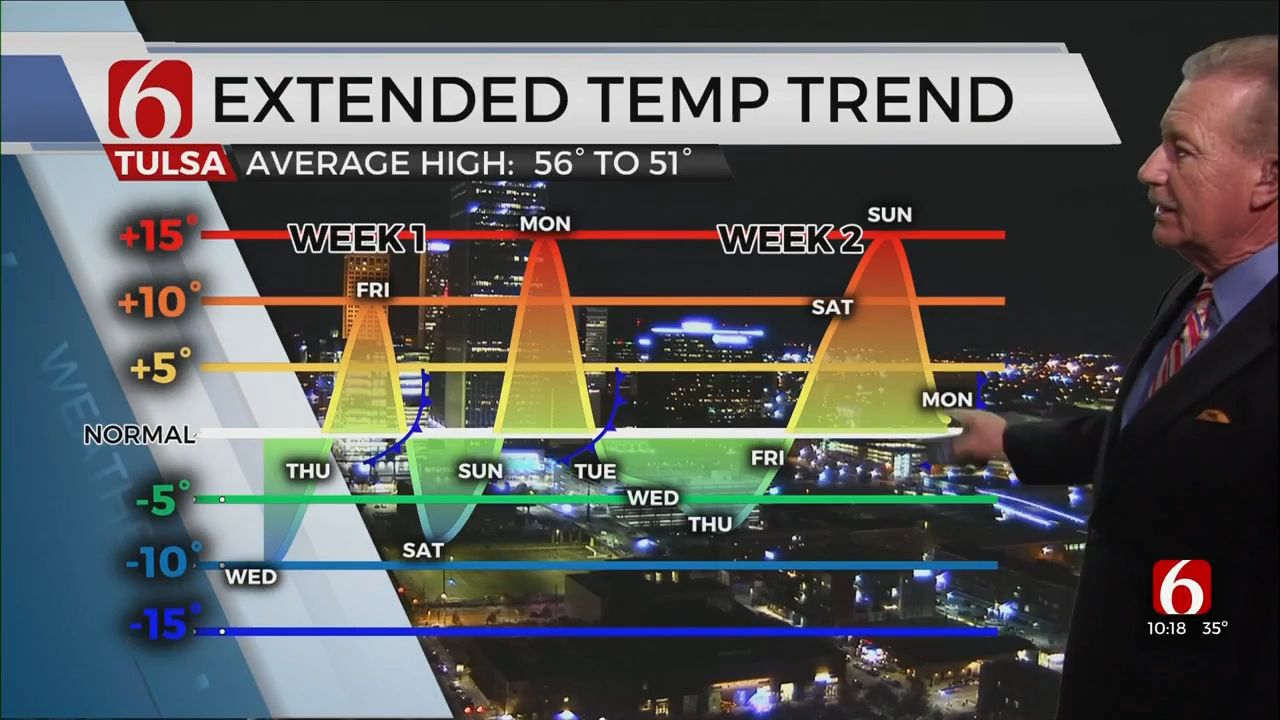 6 EXTENDED TEMP TREND
TULSA AVERAGE HIGH: 56° TO 51°
+15°
WEEK 1
MON
WEEK 2
SUN
+10°
FRI
SAT
+5°
MON
NORMAL
THU
SUN
TUE
FRI
-5°
WED
THU
-10°
WED
SAT
-15°
WEATH
6
10:18 35°